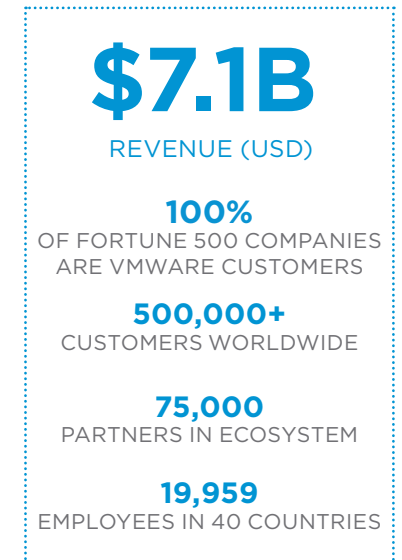 $7.1B
REVENUE (USD)
100%
OF FORTUNE 500 COMPANIES
ARE VMWARE CUSTOMERS
500,000+
CUSTOMERS WORLDWIDE
75,000
PARTNERS IN ECOSYSTEM
19,959
EMPLOYEES IN 40 COUNTRIES